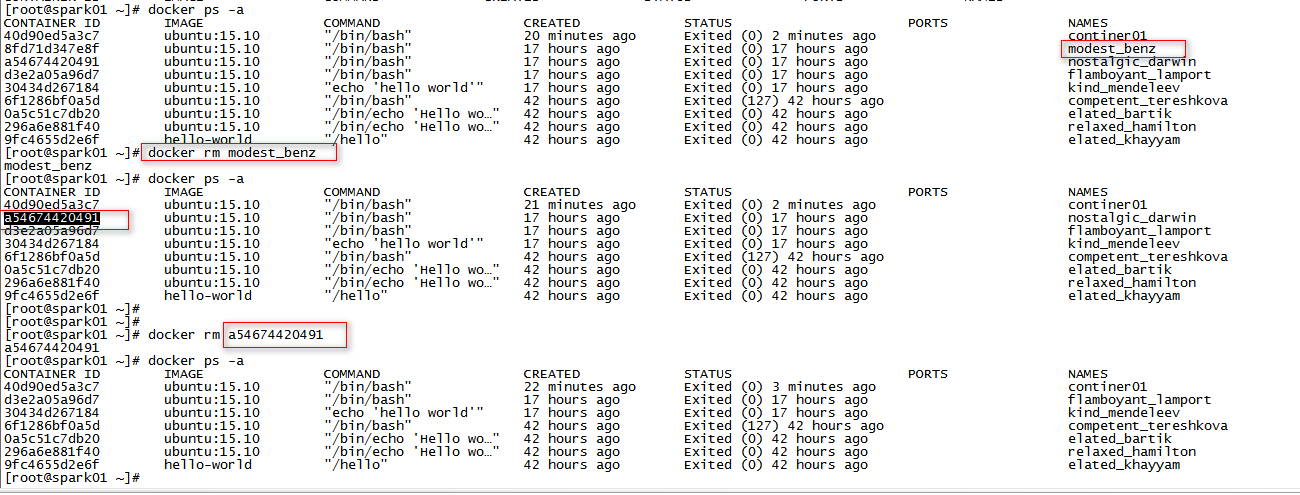 [root@spark01 ~]# docker ps -a
CONTAINER ID        IMAGE               COMMAND                  CREATED             STATUS                      PORTS               NAMES
40d90ed5a3c7        ubuntu:15.10        "/bin/bash"              20 minutes ago      Exited (0) 2 minutes ago                        continer01
8fd71d347e8f        ubuntu:15.10        "/bin/bash"              17 hours ago        Exited (0) 17 hours ago                         modest_benz
a54674420491        ubuntu:15.10        "/bin/bash"              17 hours ago        Exited (0) 17 hours ago                         nostalgic_darwin
d3e2a05a96d7        ubuntu:15.10        "/bin/bash"              17 hours ago        Exited (0) 17 hours ago                         flamboyant_lamport
30434d267184        ubuntu:15.10        "echo 'hello world'"     17 hours ago        Exited (0) 17 hours ago                         kind_mendeleev
6f1286bf0a5d        ubuntu:15.10        "/bin/bash"              42 hours ago        Exited (127) 42 hours ago                       competent_tereshkova
0a5c51c7db20        ubuntu:15.10        "/bin/echo 'Hello wo…"   42 hours ago        Exited (0) 42 hours ago                         elated_bartik
296a6e881f40        ubuntu:15.10        "/bin/echo 'Hello wo…"   42 hours ago        Exited (0) 42 hours ago                         relaxed_hamilton
9fc4655d2e6f        hello-world         "/hello"                 42 hours ago        Exited (0) 42 hours ago                         elated_khayyam
[root@spark01 ~]# docker rm modest_benz
modest_benz
[root@spark01 ~]# docker ps -a
CONTAINER ID        IMAGE               COMMAND                  CREATED             STATUS                      PORTS               NAMES
40d90ed5a3c7        ubuntu:15.10        "/bin/bash"              21 minutes ago      Exited (0) 2 minutes ago                        continer01
a54674420491        ubuntu:15.10        "/bin/bash"              17 hours ago        Exited (0) 17 hours ago                         nostalgic_darwin
d3e2a05a96d7        ubuntu:15.10        "/bin/bash"              17 hours ago        Exited (0) 17 hours ago                         flamboyant_lamport
30434d267184        ubuntu:15.10        "echo 'hello world'"     17 hours ago        Exited (0) 17 hours ago                         kind_mendeleev
6f1286bf0a5d        ubuntu:15.10        "/bin/bash"              42 hours ago        Exited (127) 42 hours ago                       competent_tereshkova
0a5c51c7db20        ubuntu:15.10        "/bin/echo 'Hello wo…"   42 hours ago        Exited (0) 42 hours ago                         elated_bartik
296a6e881f40        ubuntu:15.10        "/bin/echo 'Hello wo…"   42 hours ago        Exited (0) 42 hours ago                         relaxed_hamilton
9fc4655d2e6f        hello-world         "/hello"                 42 hours ago        Exited (0) 42 hours ago                         elated_khayyam
[root@spark01 ~]#
[root@spark01 ~]#
[root@spark01 ~]# docker rm a54674420491
a54674420491
[root@spark01 ~]# docker ps -a
CONTAINER ID        IMAGE               COMMAND                  CREATED             STATUS                      PORTS               NAMES
40d90ed5a3c7        ubuntu:15.10        "/bin/bash"              22 minutes ago      Exited (0) 3 minutes ago                        continer01
d3e2a05a96d7        ubuntu:15.10        "/bin/bash"              17 hours ago        Exited (0) 17 hours ago                         flamboyant_lamport
30434d267184        ubuntu:15.10        "echo 'hello world'"     17 hours ago        Exited (0) 17 hours ago                         kind_mendeleev
6f1286bf0a5d        ubuntu:15.10        "/bin/bash"              42 hours ago        Exited (127) 42 hours ago                       competent_tereshkova
0a5c51c7db20        ubuntu:15.10        "/bin/echo 'Hello wo…"   42 hours ago        Exited (0) 42 hours ago                         elated_bartik
296a6e881f40        ubuntu:15.10        "/bin/echo 'Hello wo…"   42 hours ago        Exited (0) 42 hours ago                         relaxed_hamilton
9fc4655d2e6f        hello-world         "/hello"                 42 hours ago        Exited (0) 42 hours ago                         elated_khayyam
[root@spark01 ~]#